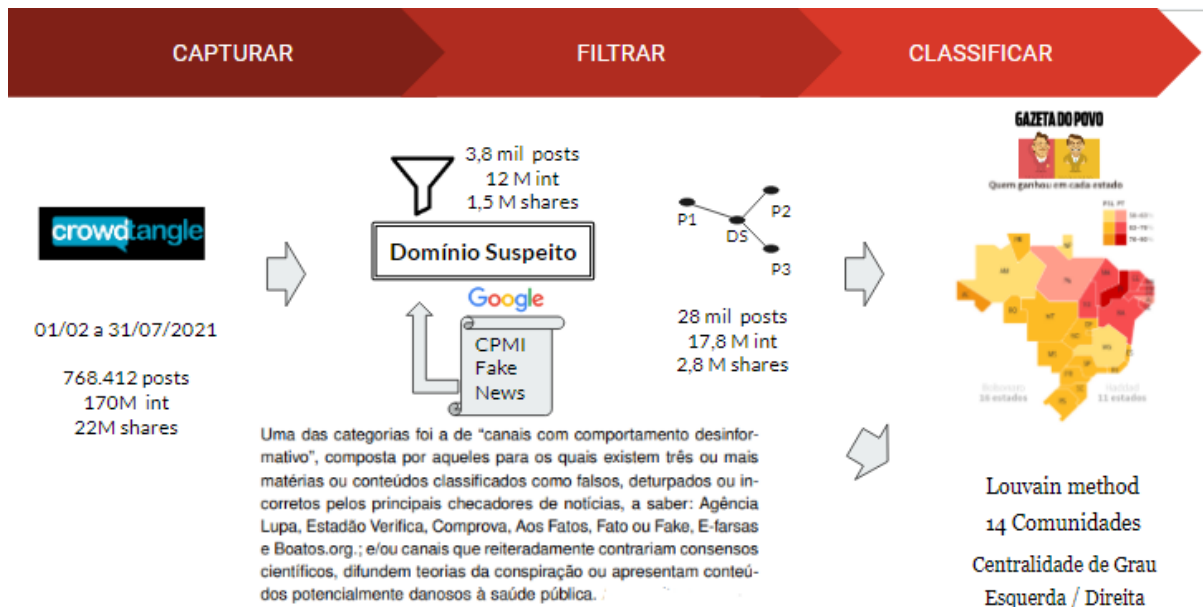 CAPTURAR
FILTRAR
CLASSIFICAR
crowdtangle
01/02 a 31/07/2021
768.412 posts
170M int
22M shares
3,8 mil posts
12 M int
1,5 M shares
Domínio Suspeito
Google
CPMI
Fake
News
P1
P2
DS
P3
28 mil posts
17,8 M int
2,8 M shares
Uma das categorias foi a de “canais com comportamento desinfor-
mativo”, composta por aqueles para os quais existem três ou mais
matérias ou conteúdos classificados como falsos, deturpados ou in-
corretos pelos principais checadores de notícias, a saber: Agência
Lupa, Estadão Verifica, Comprova, Aos Fatos, Fato ou Fake, E-farsas
e Boatos.org.; e/ou canais que reiteradamente contrariam consensos
científicos, difundem teorias da conspiração ou apresentam conteú-
dos potencialmente danosos à saúde pública.
GAZETA DO POVO
Quem ganhou em cada estado
PSL PT
Bolsonaro
16 estados
Haddad
11 estados
Louvain method
14 Comunidades
Centralidade de Grau
Esquerda / Direita